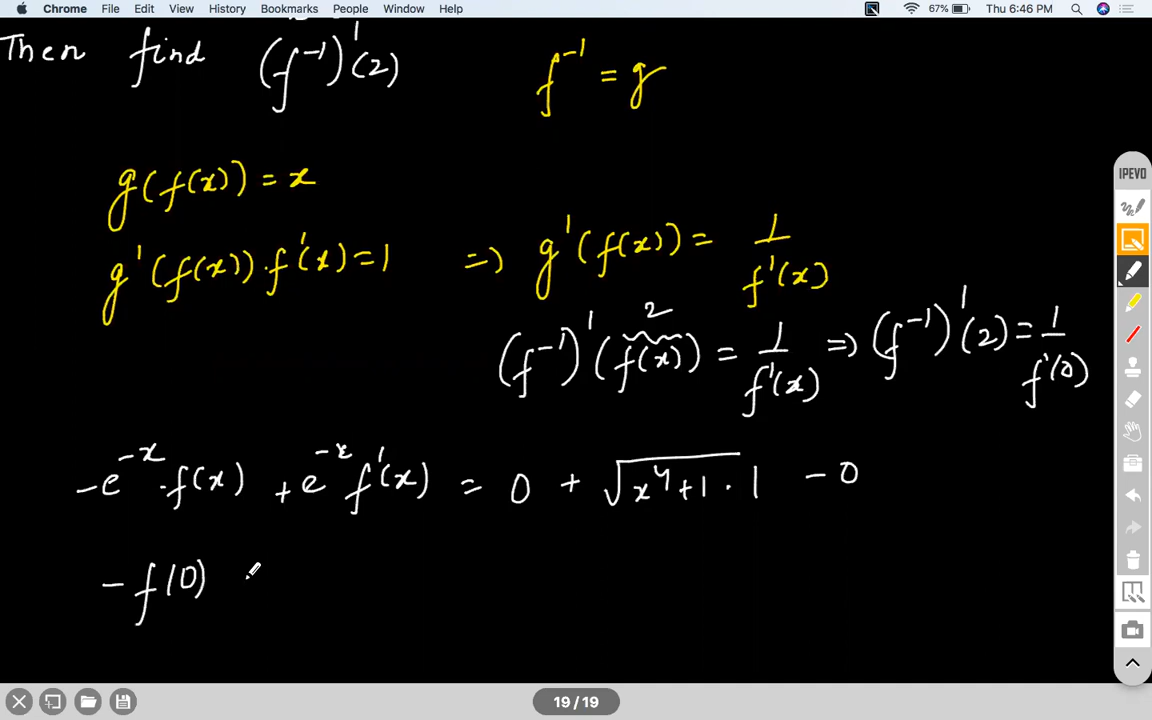 Chrome File Edit View History Bookmarks People Window Help 67% Thu 6:46 PM
Then find (f⁻¹)'(2) f⁻¹ = g
IPEVO
g(f(x)) = x
g'(f(x)).f'(x) = 1 => g'(f(x)) = 1/f'(x)
2
(f⁻¹)'(f(x)) = 1/f'(x) => (f⁻¹)'(2) = 1/f'(0)
-e⁻ˣ.f(x) + e⁻ˣ f'(x) = 0 + √(x⁴+1).1 - 0
- f(0)
19 / 19